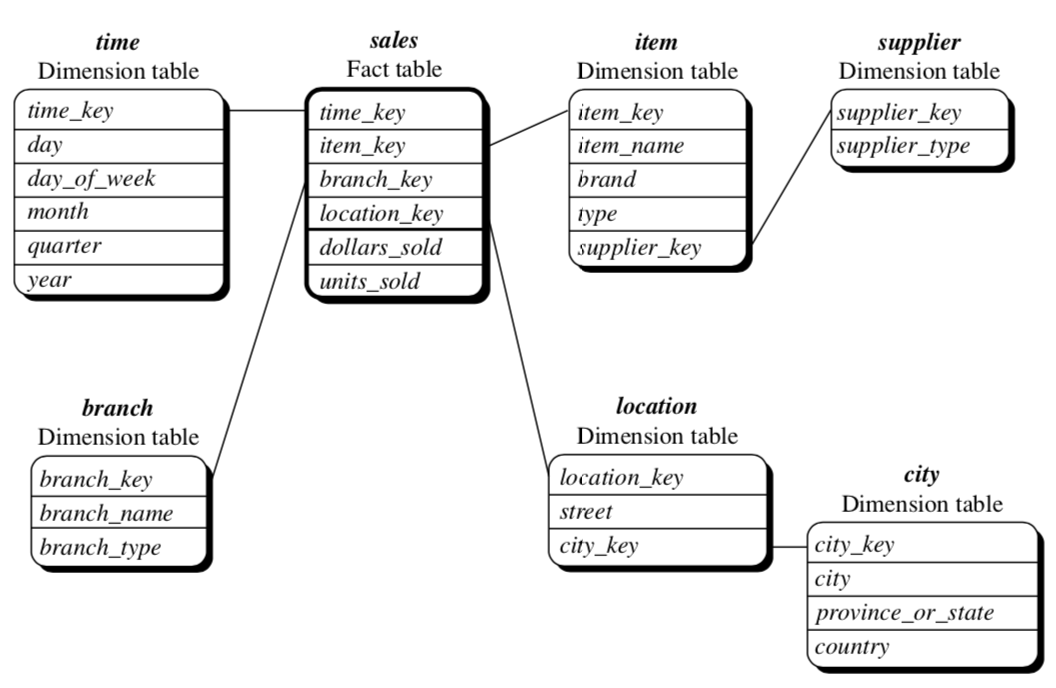 time
Dimension table
time_key
day
day_of_week
month
quarter
year
sales
Fact table
time_key
item_key
branch_key
location_key
dollars_sold
units_sold
item
Dimension table
item_key
item_name
brand
type
supplier_key
supplier
Dimension table
supplier_key
supplier_type
branch
Dimension table
branch_key
branch_name
branch_type
location
Dimension table
location_key
street
city_key
city
Dimension table
city_key
city
province_or_state
country